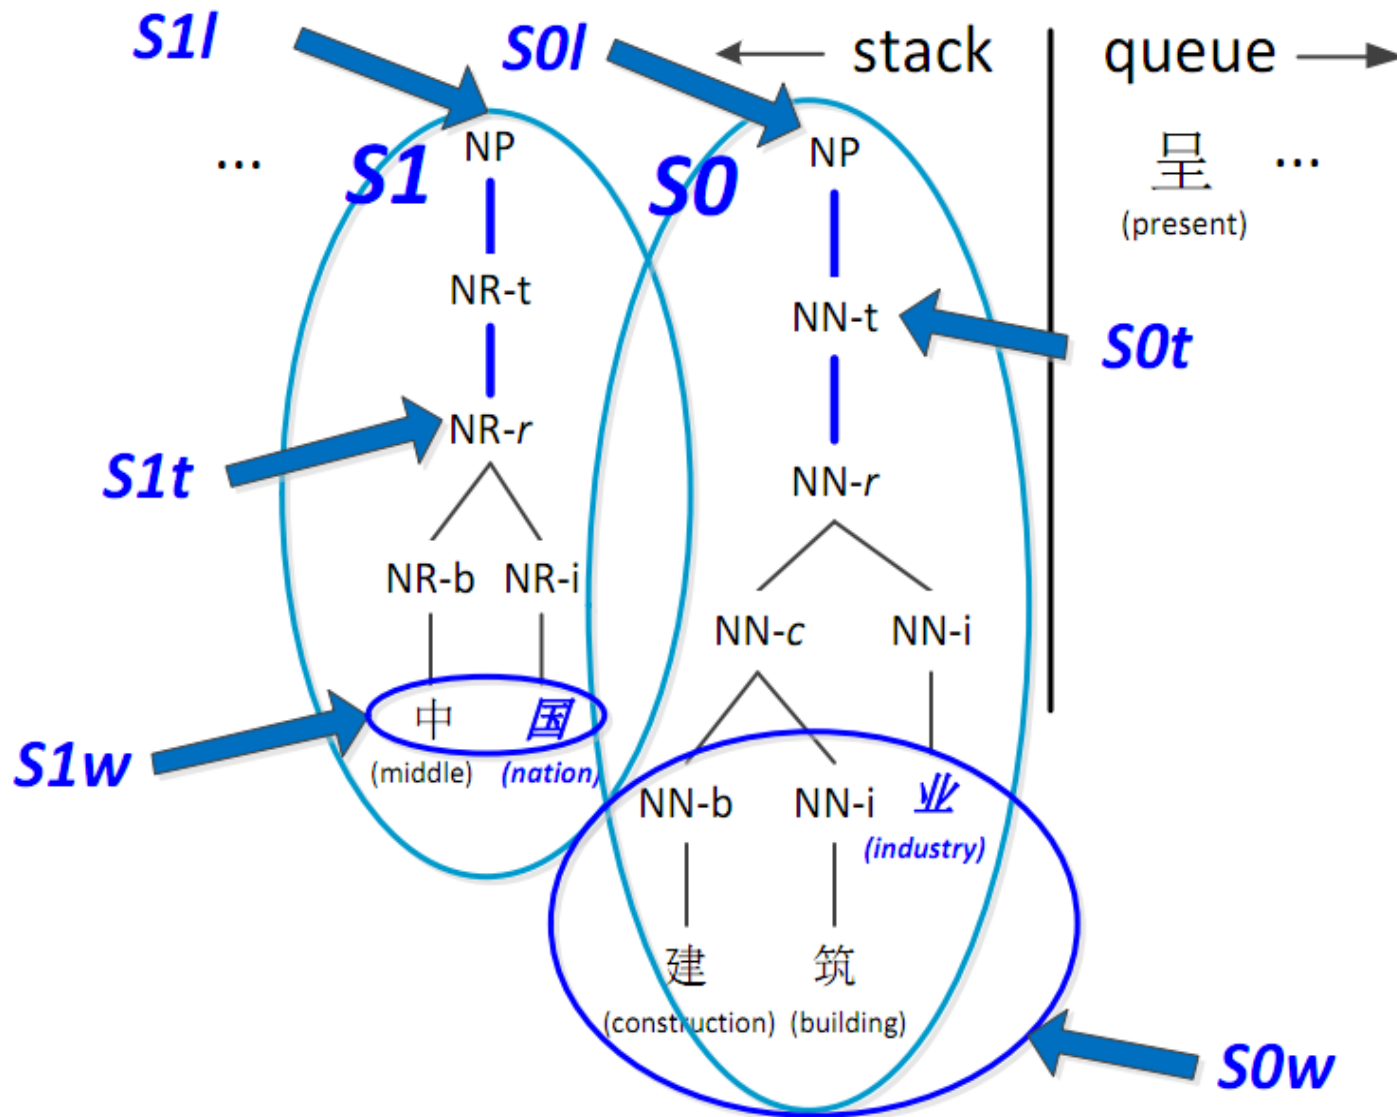 S1l S0l stack queue
... S1 NP S0 NP 呈 ...
(present)
NR-t NN-t S0t
S1t NR-r NN-r
NR-b NR-i NN-c NN-i
S1w 中 国
(middle) (nation)
NN-b NN-i 业
(industry)
建 筑
(construction) (building)
S0w